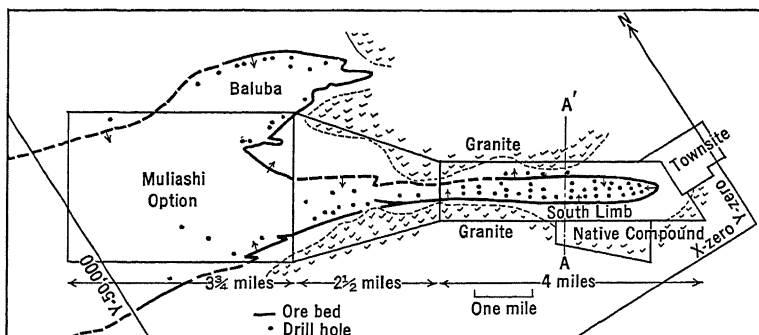 N
Baluba
A'
Granite
Townsite
Muliashi
Option
X-zero Y-zero
South Limb
Granite
Native Compound
Y-50,000
A
3¾ miles
2½ miles
4 miles
One mile
Ore bed
Drill hole